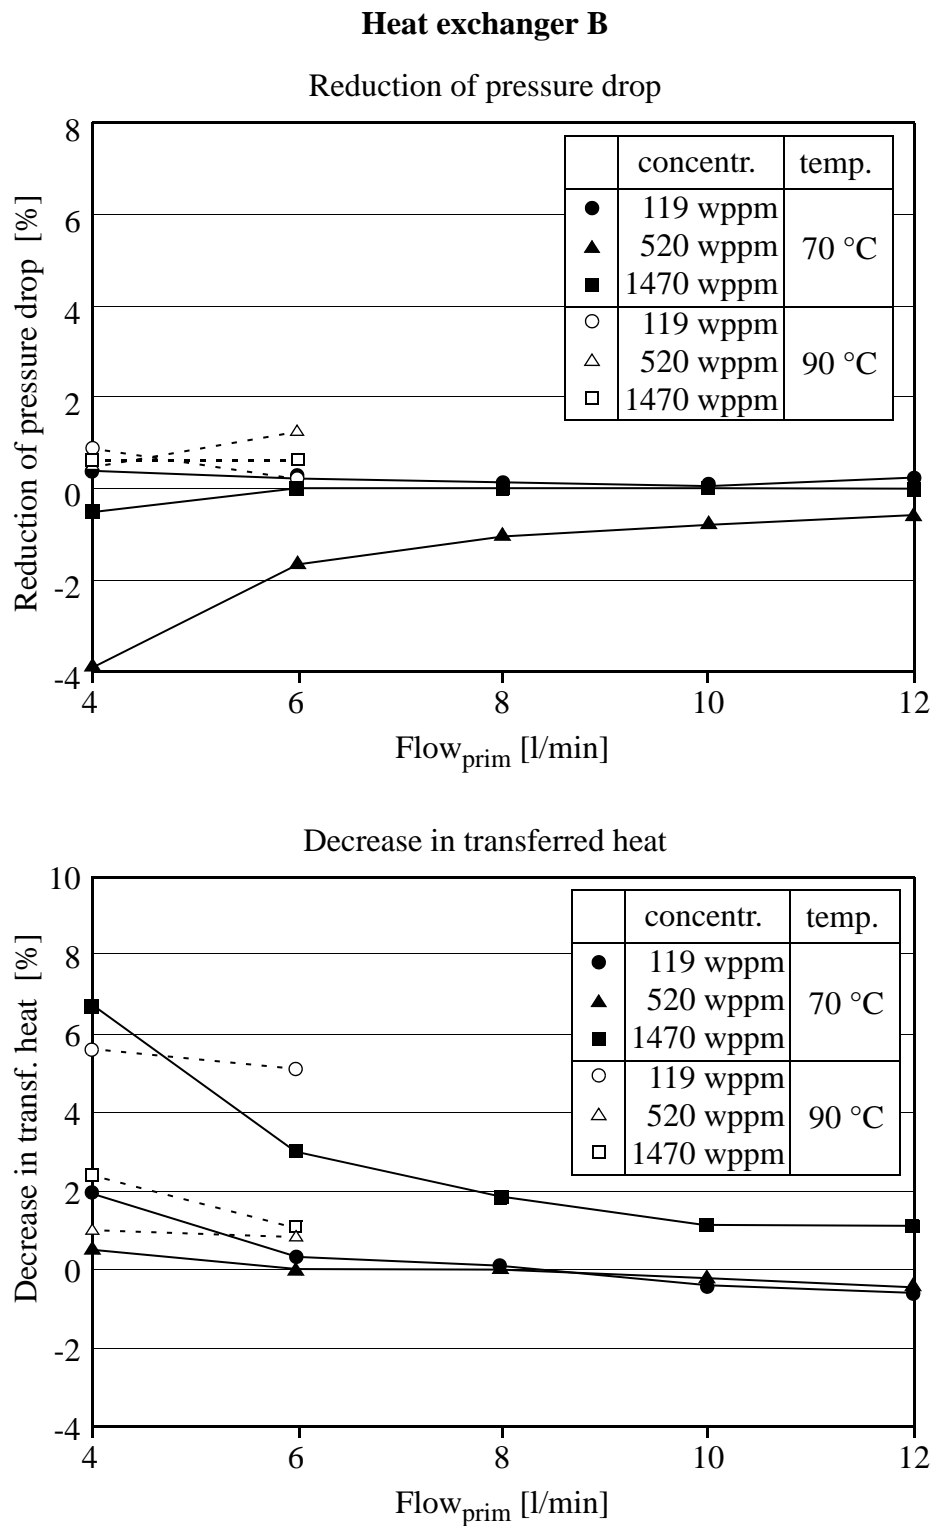 Heat exchanger B
Reduction of pressure drop
Reduction of pressure drop [%]
8
6
4
2
0
-2
-4
concentr. temp.
119 wppm
520 wppm 70 °C
1470 wppm
119 wppm
520 wppm 90 °C
1470 wppm
4 6 8 10 12
Flowprim [l/min]
Decrease in transferred heat
Decrease in transf. heat [%]
10
8
6
4
2
0
-2
-4
concentr. temp.
119 wppm
520 wppm 70 °C
1470 wppm
119 wppm
520 wppm 90 °C
1470 wppm
4 6 8 10 12
Flowprim [l/min]